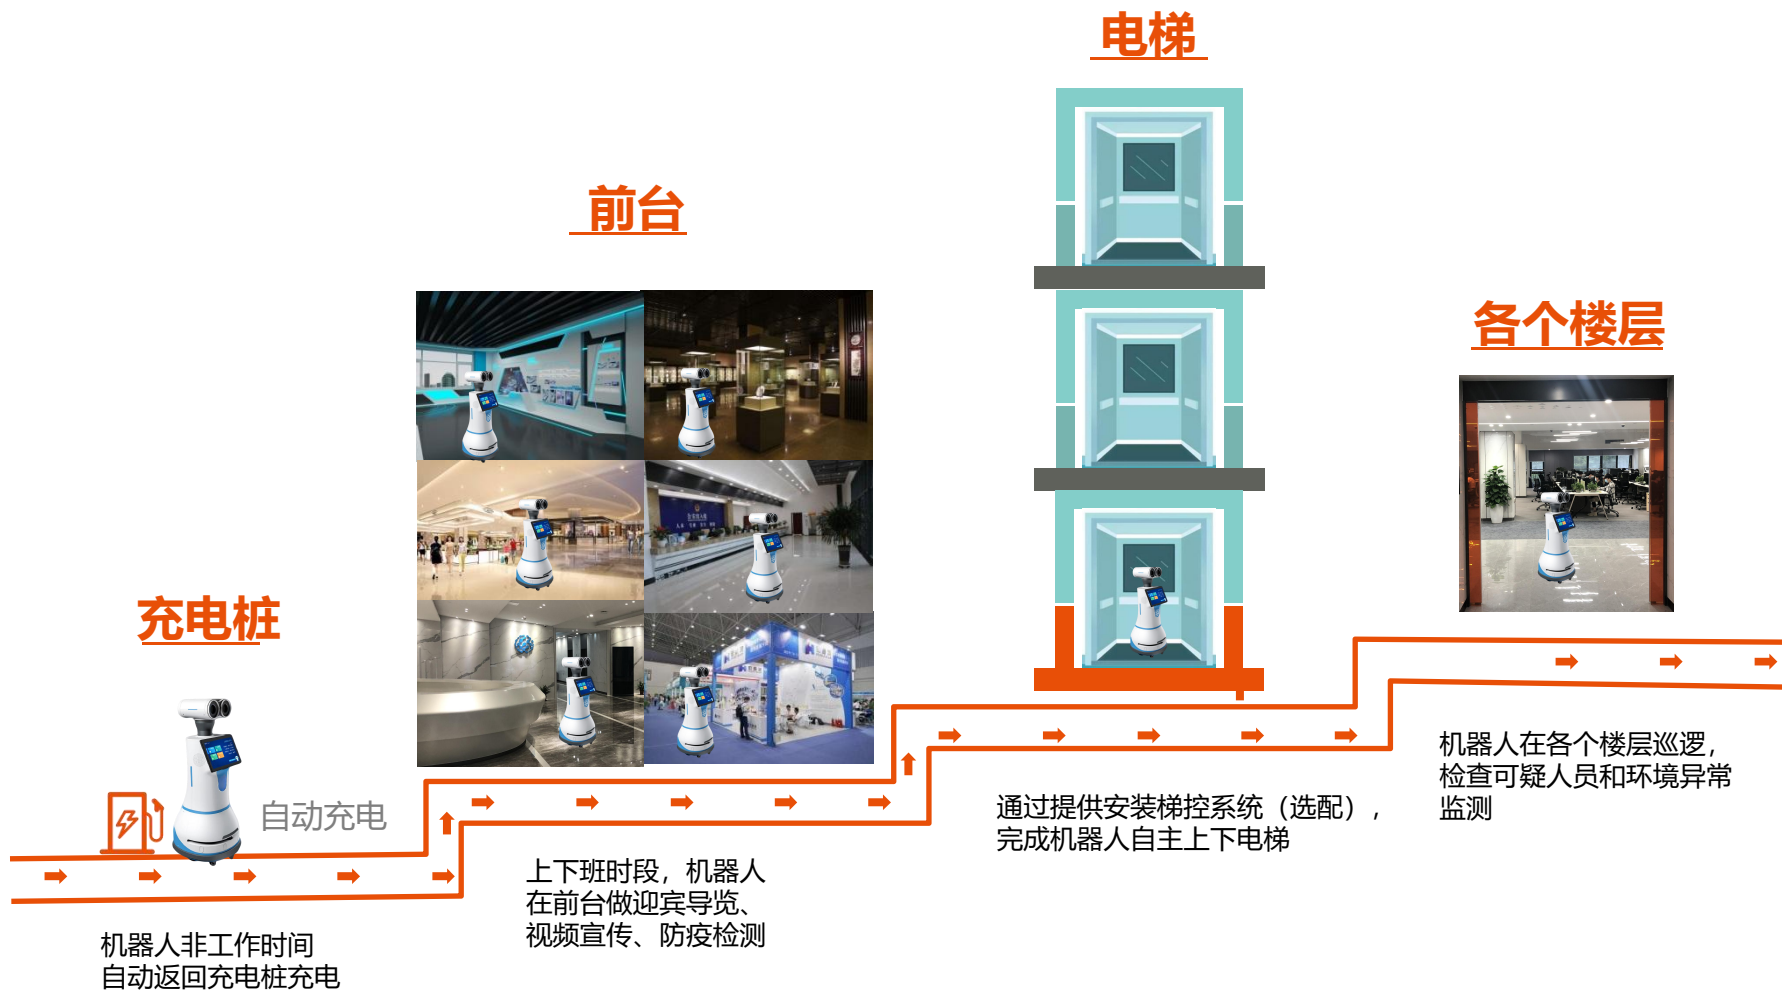 电梯
前台
各个楼层
充电桩
自动充电
机器人非工作时间
自动返回充电桩充电
上下班时段，机器人
在前台做迎宾导览、
视频宣传、防疫检测
通过提供安装梯控系统（选配），
完成机器人自主上下电梯
机器人在各个楼层巡逻，
检查可疑人员和环境异常
监测